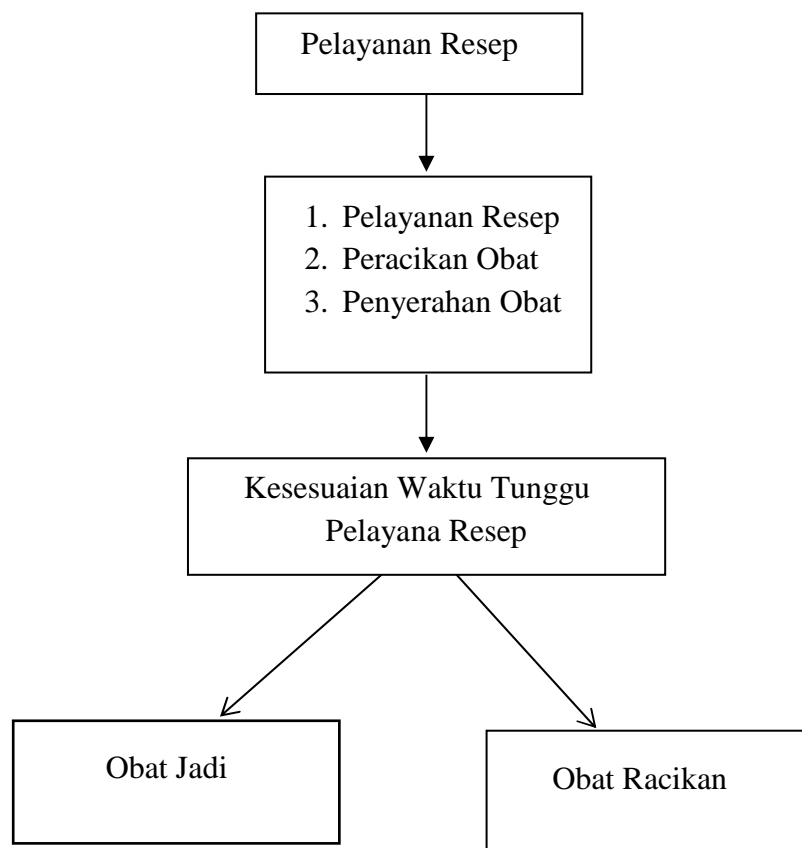 Pelayanan Resep
1. Pelayanan Resep
2. Peracikan Obat
3. Penyerahan Obat
Kesesuaian Waktu Tunggu
Pelayana Resep
Obat Jadi
Obat Racikan